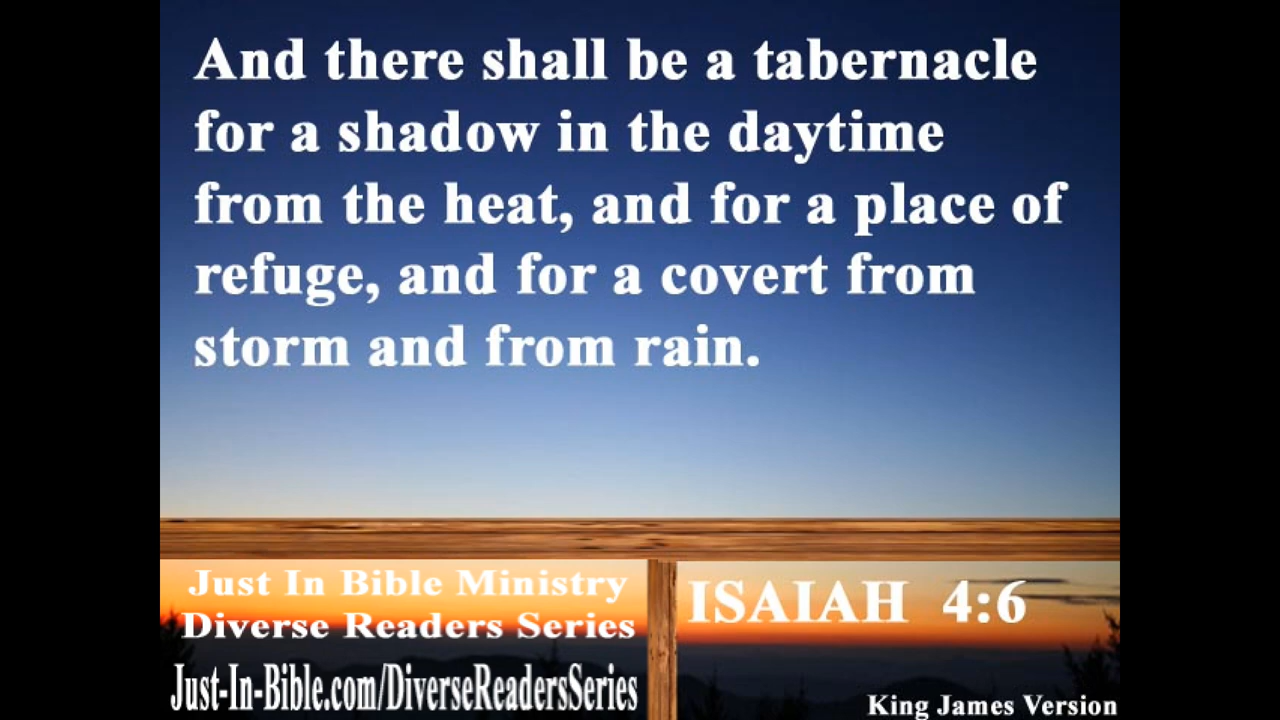 And there shall be a tabernacle
for a shadow in the daytime
from the heat, and for a place of
refuge, and for a covert from
storm and from rain.
Just In Bible Ministry
Diverse Readers Series
Just-In-Bible.com/DiverseReadersSeries
ISAIAH 4:6
King James Version